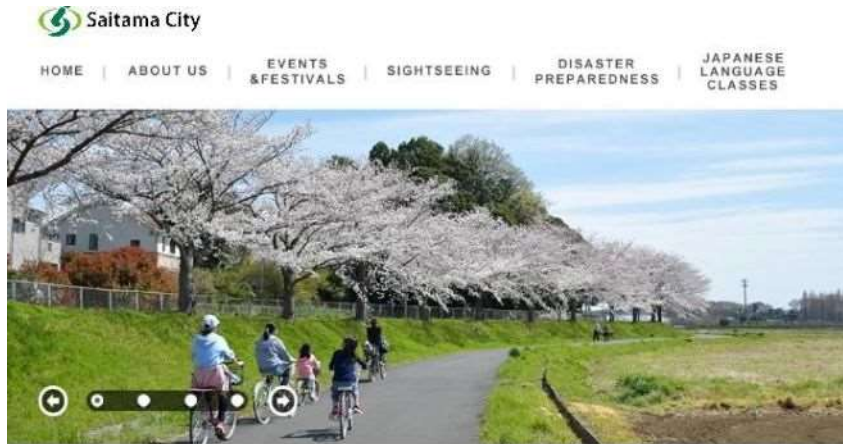 Saitama City
HOME
ABOUT US
EVENTS
&FESTIVALS
SIGHTSEEING
DISASTER
PREPAREDNESS
JAPANESE
LANGUAGE
CLASSES